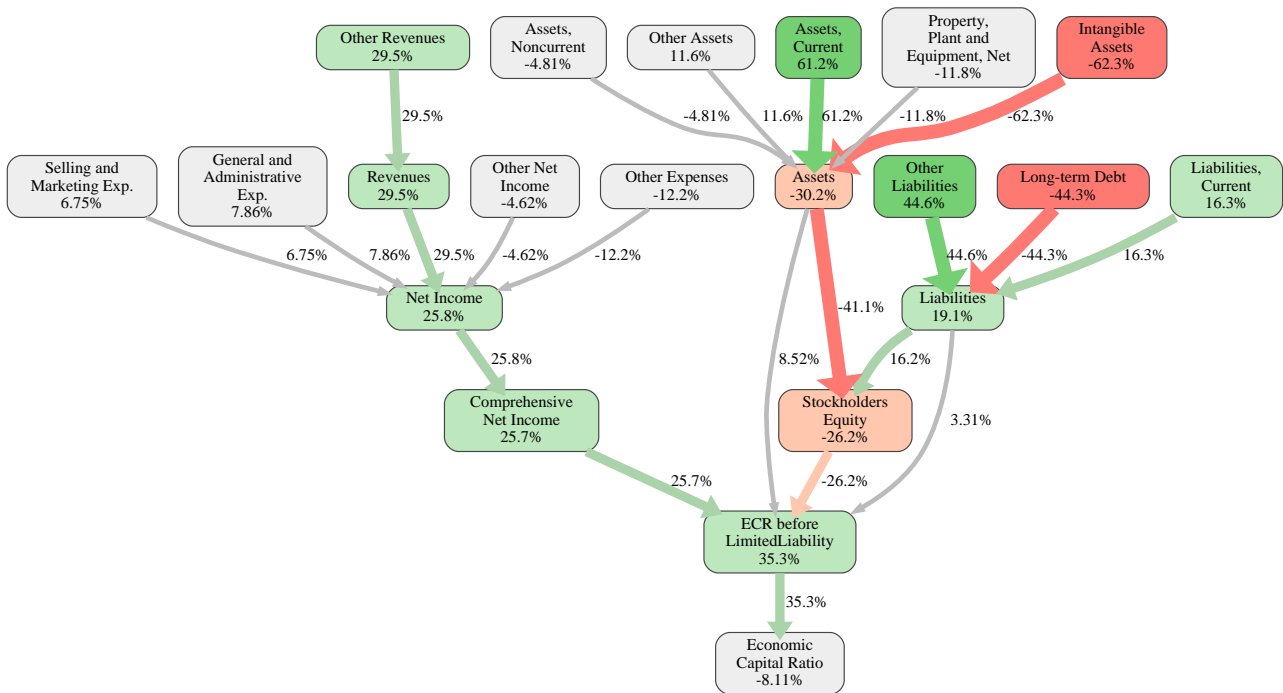 Other Revenues
29.5%
Assets,
Noncurrent
-4.81%
Other Assets
11.6%
Assets,
Current
61.2%
Property,
Plant and
Equipment, Net
-11.8%
Intangible
Assets
-62.3%
29.5%
-4.81%
11.6%
61.2%
-11.8%
-62.3%
Selling and
Marketing Exp.
6.75%
General and
Administrative
Exp.
7.86%
Revenues
29.5%
Other Net
Income
-4.62%
Other Expenses
-12.2%
Assets
-30.2%
Other
Liabilities
44.6%
Long-term Debt
-44.3%
Liabilities,
Current
16.3%
6.75%
7.86%
29.5%
-4.62%
-12.2%
44.6%
-44.3%
16.3%
Net Income
25.8%
-41.1%
Liabilities
19.1%
25.8%
8.52%
16.2%
3.31%
Comprehensive
Net Income
25.7%
Stockholders
Equity
-26.2%
25.7%
-26.2%
ECR before
LimitedLiability
35.3%
35.3%
Economic
Capital Ratio
-8.11%